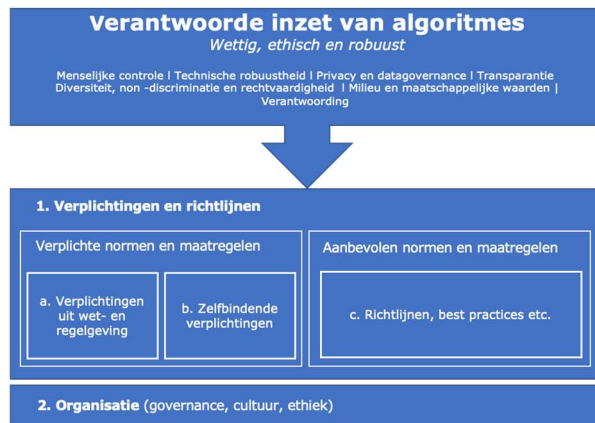 Verantwoorde inzet van algoritmes
Wettig, ethisch en robuust
Menselijke controle l Technische robuustheid l Privacy en datagovernance l Transparantie
Diversiteit, non -discriminatie en rechtvaardigheid l Milieu en maatschappelijke waarden |
Verantwoording
1. Verplichtingen en richtlijnen
Verplichte normen en maatregelen
a. Verplichtingen
uit wet- en
regelgeving
b. Zelfbindende
verplichtingen
Aanbevolen normen en maatregelen
c. Richtlijnen, best practices etc.
2. Organisatie (governance, cultuur, ethiek)